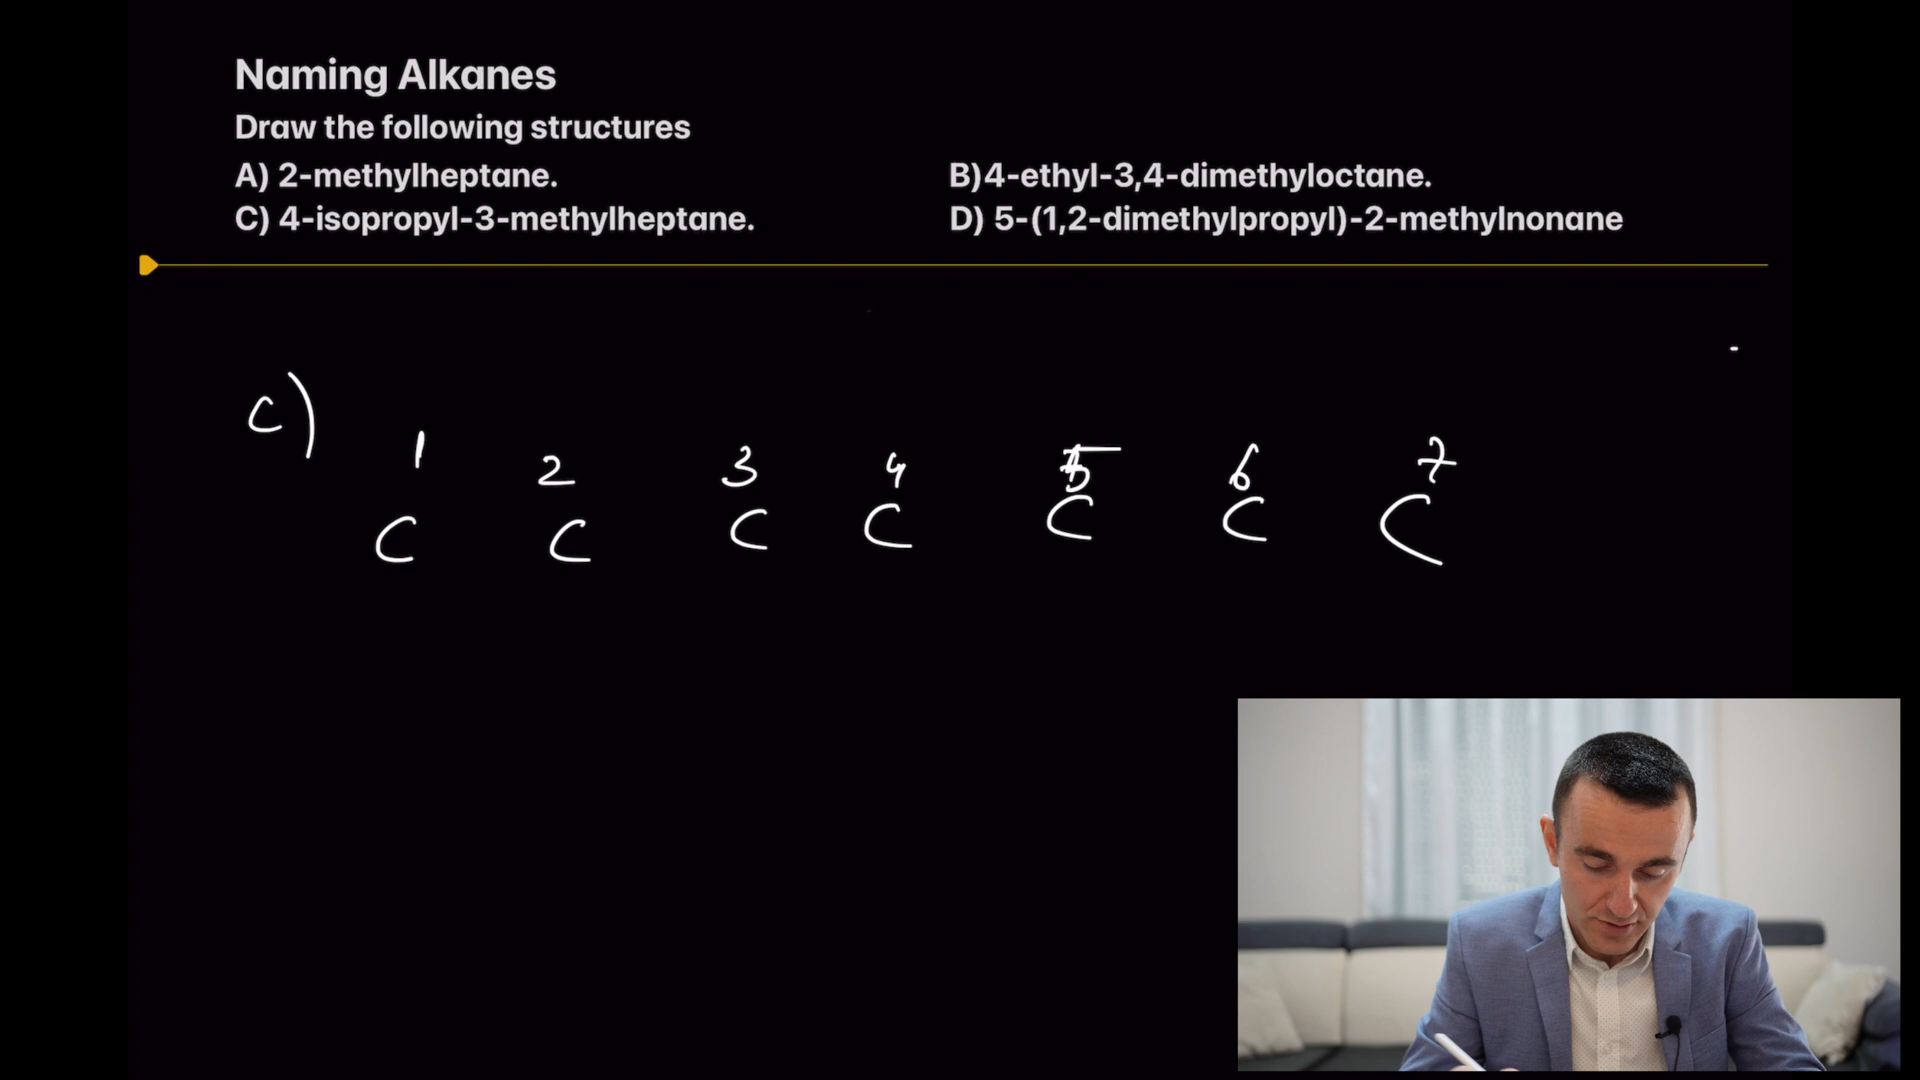 Naming Alkanes
Draw the following structures
A) 2-methylheptane.
B)4-ethyl-3,4-dimethyloctane.
C) 4-isopropyl-3-methylheptane.
D) 5-(1,2-dimethylpropyl)-2-methylnonane
C)
1 2 3 4 5 6 7
C C C C C C C